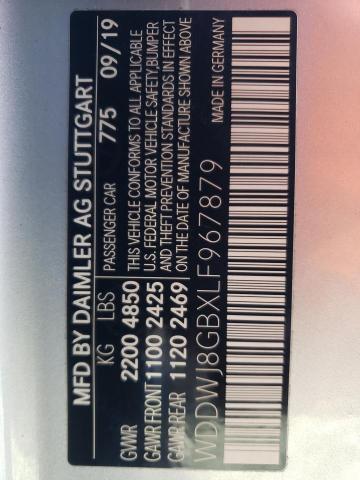 MFD BY DAIMLER AG STUTTGART
KG LBS PASSENGER CAR 775 09/19
GVWR 2200 4850 THIS VEHICLE CONFORMS TO ALL APPLICABLE
GAWR FRONT 1100 2425 U.S. FEDERAL MOTOR VEHICLE SAFETY,BUMPER
AND THEFT PREVENTION STANDARDS IN EFFECT
GAWR REAR 1120 2469 ON THE DATE OF MANUFACTURE SHOWN ABOVE
WDDWJ8GBXLF967879 MADE IN GERMANY